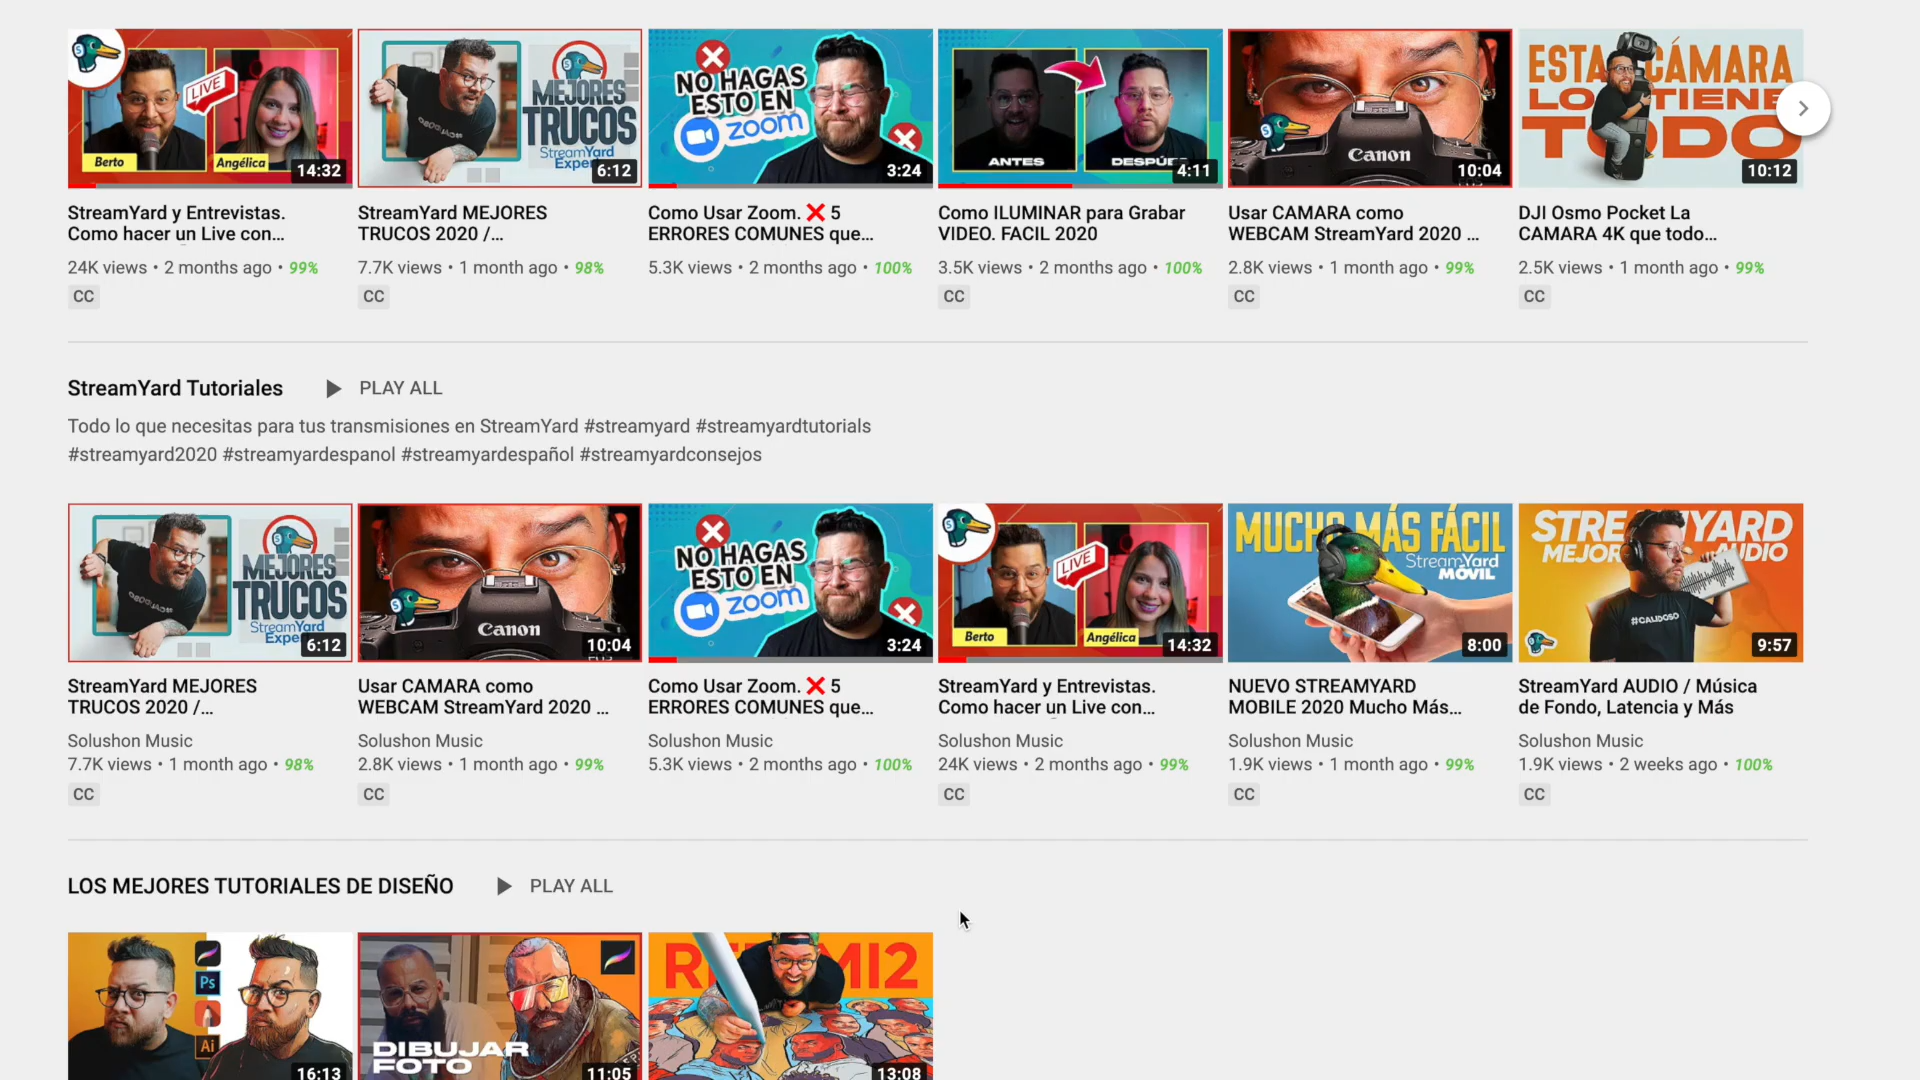 LIVE
Berto
Angélica
14:32
MEJORES
TRUCOS
StreamYard
6:12
NO HAGAS
ESTO EN
zoom
3:24
ANTES
4:11
Canon
10:04
ESTA CÁMARA
TODO
10:12
StreamYard y Entrevistas.
Como hacer un Live con...
24K views • 2 months ago • 99%
CC
StreamYard MEJORES
TRUCOS 2020 /...
7.7K views • 1 month ago • 98%
CC
Como Usar Zoom. ❌ 5
ERRORES COMUNES que...
5.3K views • 2 months ago • 100%
Como ILUMINAR para Grabar
VIDEO. FACIL 2020
3.5K views • 2 months ago • 100%
CC
Usar CAMARA como
WEBCAM StreamYard 2020 ...
2.8K views • 1 month ago • 99%
CC
DJI Osmo Pocket La
CAMARA 4K que todo...
2.5K views • 1 month ago • 99%
CC
StreamYard Tutoriales
PLAY ALL
Todo lo que necesitas para tus transmisiones en StreamYard #streamyard #streamyardtutorials
#streamyard2020 #streamyardespanol #streamyardespañol #streamyardconsejos
MEJORES
TRUCOS
StreamYard
6:12
Canon
10:04
NO HAGAS
ESTO EN
zoom
3:24
LIVE
Berto
Angélica
14:32
MUCHO MÁS FÁCIL
StreamYard
MÓVIL
8:00
#CALIDOSO
9:57
StreamYard MEJORES
TRUCOS 2020 /...
Solushon Music
7.7K views • 1 month ago • 98%
CC
Usar CAMARA como
WEBCAM StreamYard 2020 ...
Solushon Music
2.8K views • 1 month ago • 99%
CC
Como Usar Zoom. ❌ 5
ERRORES COMUNES que...
Solushon Music
5.3K views • 2 months ago • 100%
StreamYard y Entrevistas.
Como hacer un Live con...
Solushon Music
24K views • 2 months ago • 99%
CC
NUEVO STREAMYARD
MOBILE 2020 Mucho Más...
Solushon Music
1.9K views • 1 month ago • 99%
CC
StreamYard AUDIO / Música
de Fondo, Latencia y Más
Solushon Music
1.9K views • 2 weeks ago • 100%
CC
LOS MEJORES TUTORIALES DE DISEÑO
PLAY ALL
Ps
Ai
16:13
DIBUJAR
FOTO
11:05
13:08